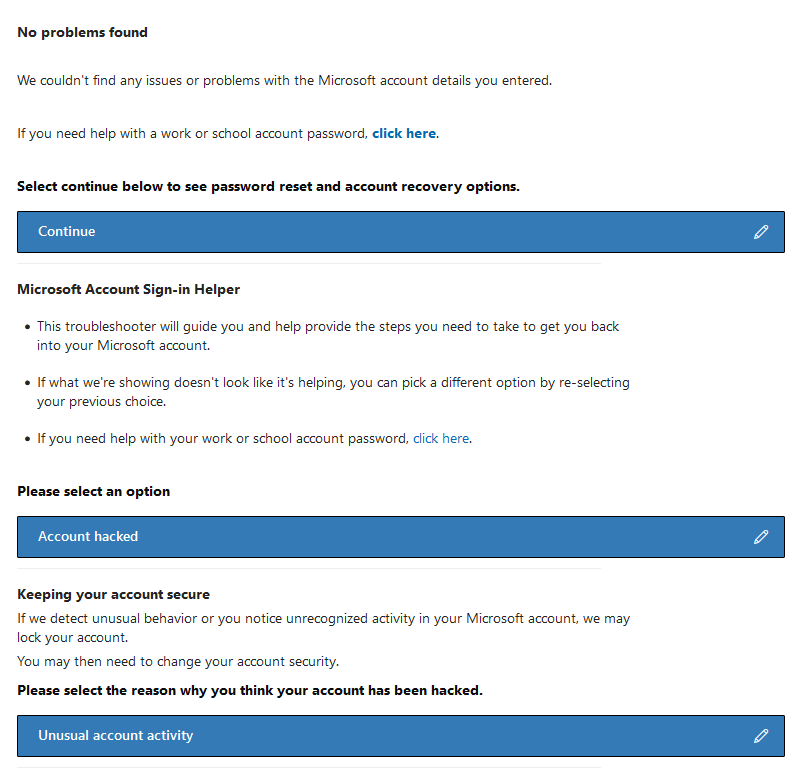 No problems found
We couldn't find any issues or problems with the Microsoft account details you entered.
If you need help with a work or school account password, click here.
Select continue below to see password reset and account recovery options.
Continue
Microsoft Account Sign-in Helper
• This troubleshooter will guide you and help provide the steps you need to take to get you back
into your Microsoft account.
• If what we're showing doesn't look like it's helping, you can pick a different option by re-selecting
your previous choice.
• If you need help with your work or school account password, click here.
Please select an option
Account hacked
Keeping your account secure
If we detect unusual behavior or you notice unrecognized activity in your Microsoft account, we may
lock your account.
You may then need to change your account security.
Please select the reason why you think your account has been hacked.
Unusual account activity